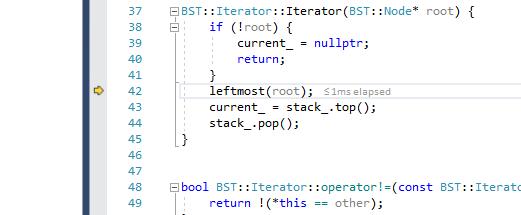 37 BST::Iterator::Iterator(BST::Node* root) {
38 if (!root) {
39 current_ = nullptr;
40 return;
41 }
42 leftmost(root); ≤1ms elapsed
43 current_ = stack_.top();
44 stack_.pop();
45 }
46
47
48 bool BST::Iterator::operator!=(const BST::Iterato
49 return !(*this == other);